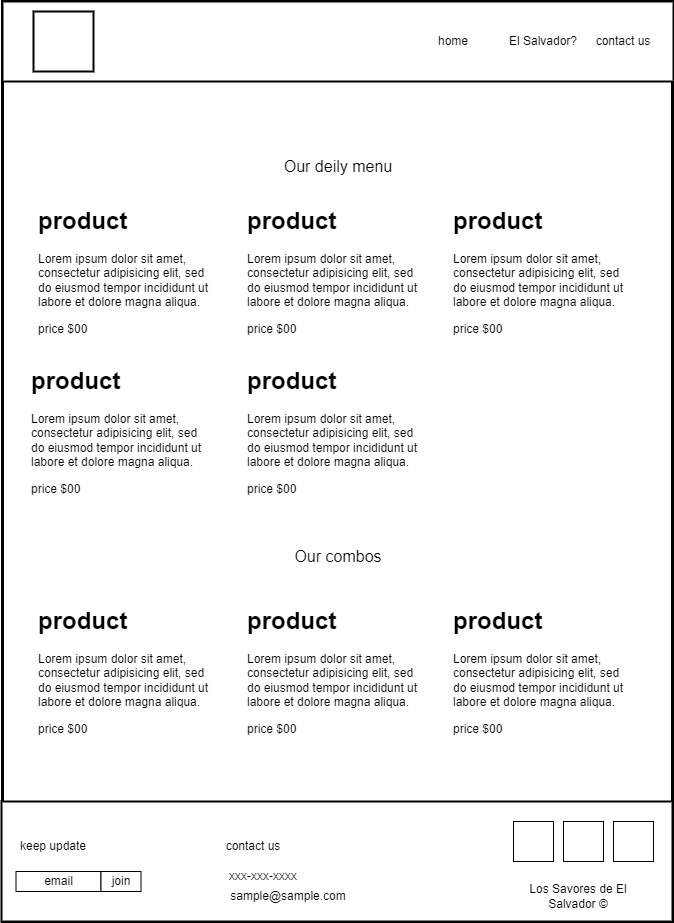 home El Salvador? contact us
Our deily menu
product product product
Lorem ipsum dolor sit amet, Lorem ipsum dolor sit amet, Lorem ipsum dolor sit amet,
consectetur adipisicing elit, sed consectetur adipisicing elit, sed consectetur adipisicing elit, sed
do eiusmod tempor incididunt ut do eiusmod tempor incididunt ut do eiusmod tempor incididunt ut
labore et dolore magna aliqua. labore et dolore magna aliqua. labore et dolore magna aliqua.
price $00 price $00 price $00
product product
Lorem ipsum dolor sit amet, Lorem ipsum dolor sit amet,
consectetur adipisicing elit, sed consectetur adipisicing elit, sed
do eiusmod tempor incididunt ut do eiusmod tempor incididunt ut
labore et dolore magna aliqua. labore et dolore magna aliqua.
price $00 price $00
Our combos
product product product
Lorem ipsum dolor sit amet, Lorem ipsum dolor sit amet, Lorem ipsum dolor sit amet,
consectetur adipisicing elit, sed consectetur adipisicing elit, sed consectetur adipisicing elit, sed
do eiusmod tempor incididunt ut do eiusmod tempor incididunt ut do eiusmod tempor incididunt ut
labore et dolore magna aliqua. labore et dolore magna aliqua. labore et dolore magna aliqua.
price $00 price $00 price $00
keep update
email join
contact us
xxx-xxx-xxxx
sample@sample.com
Los Savores de El
Salvador ©